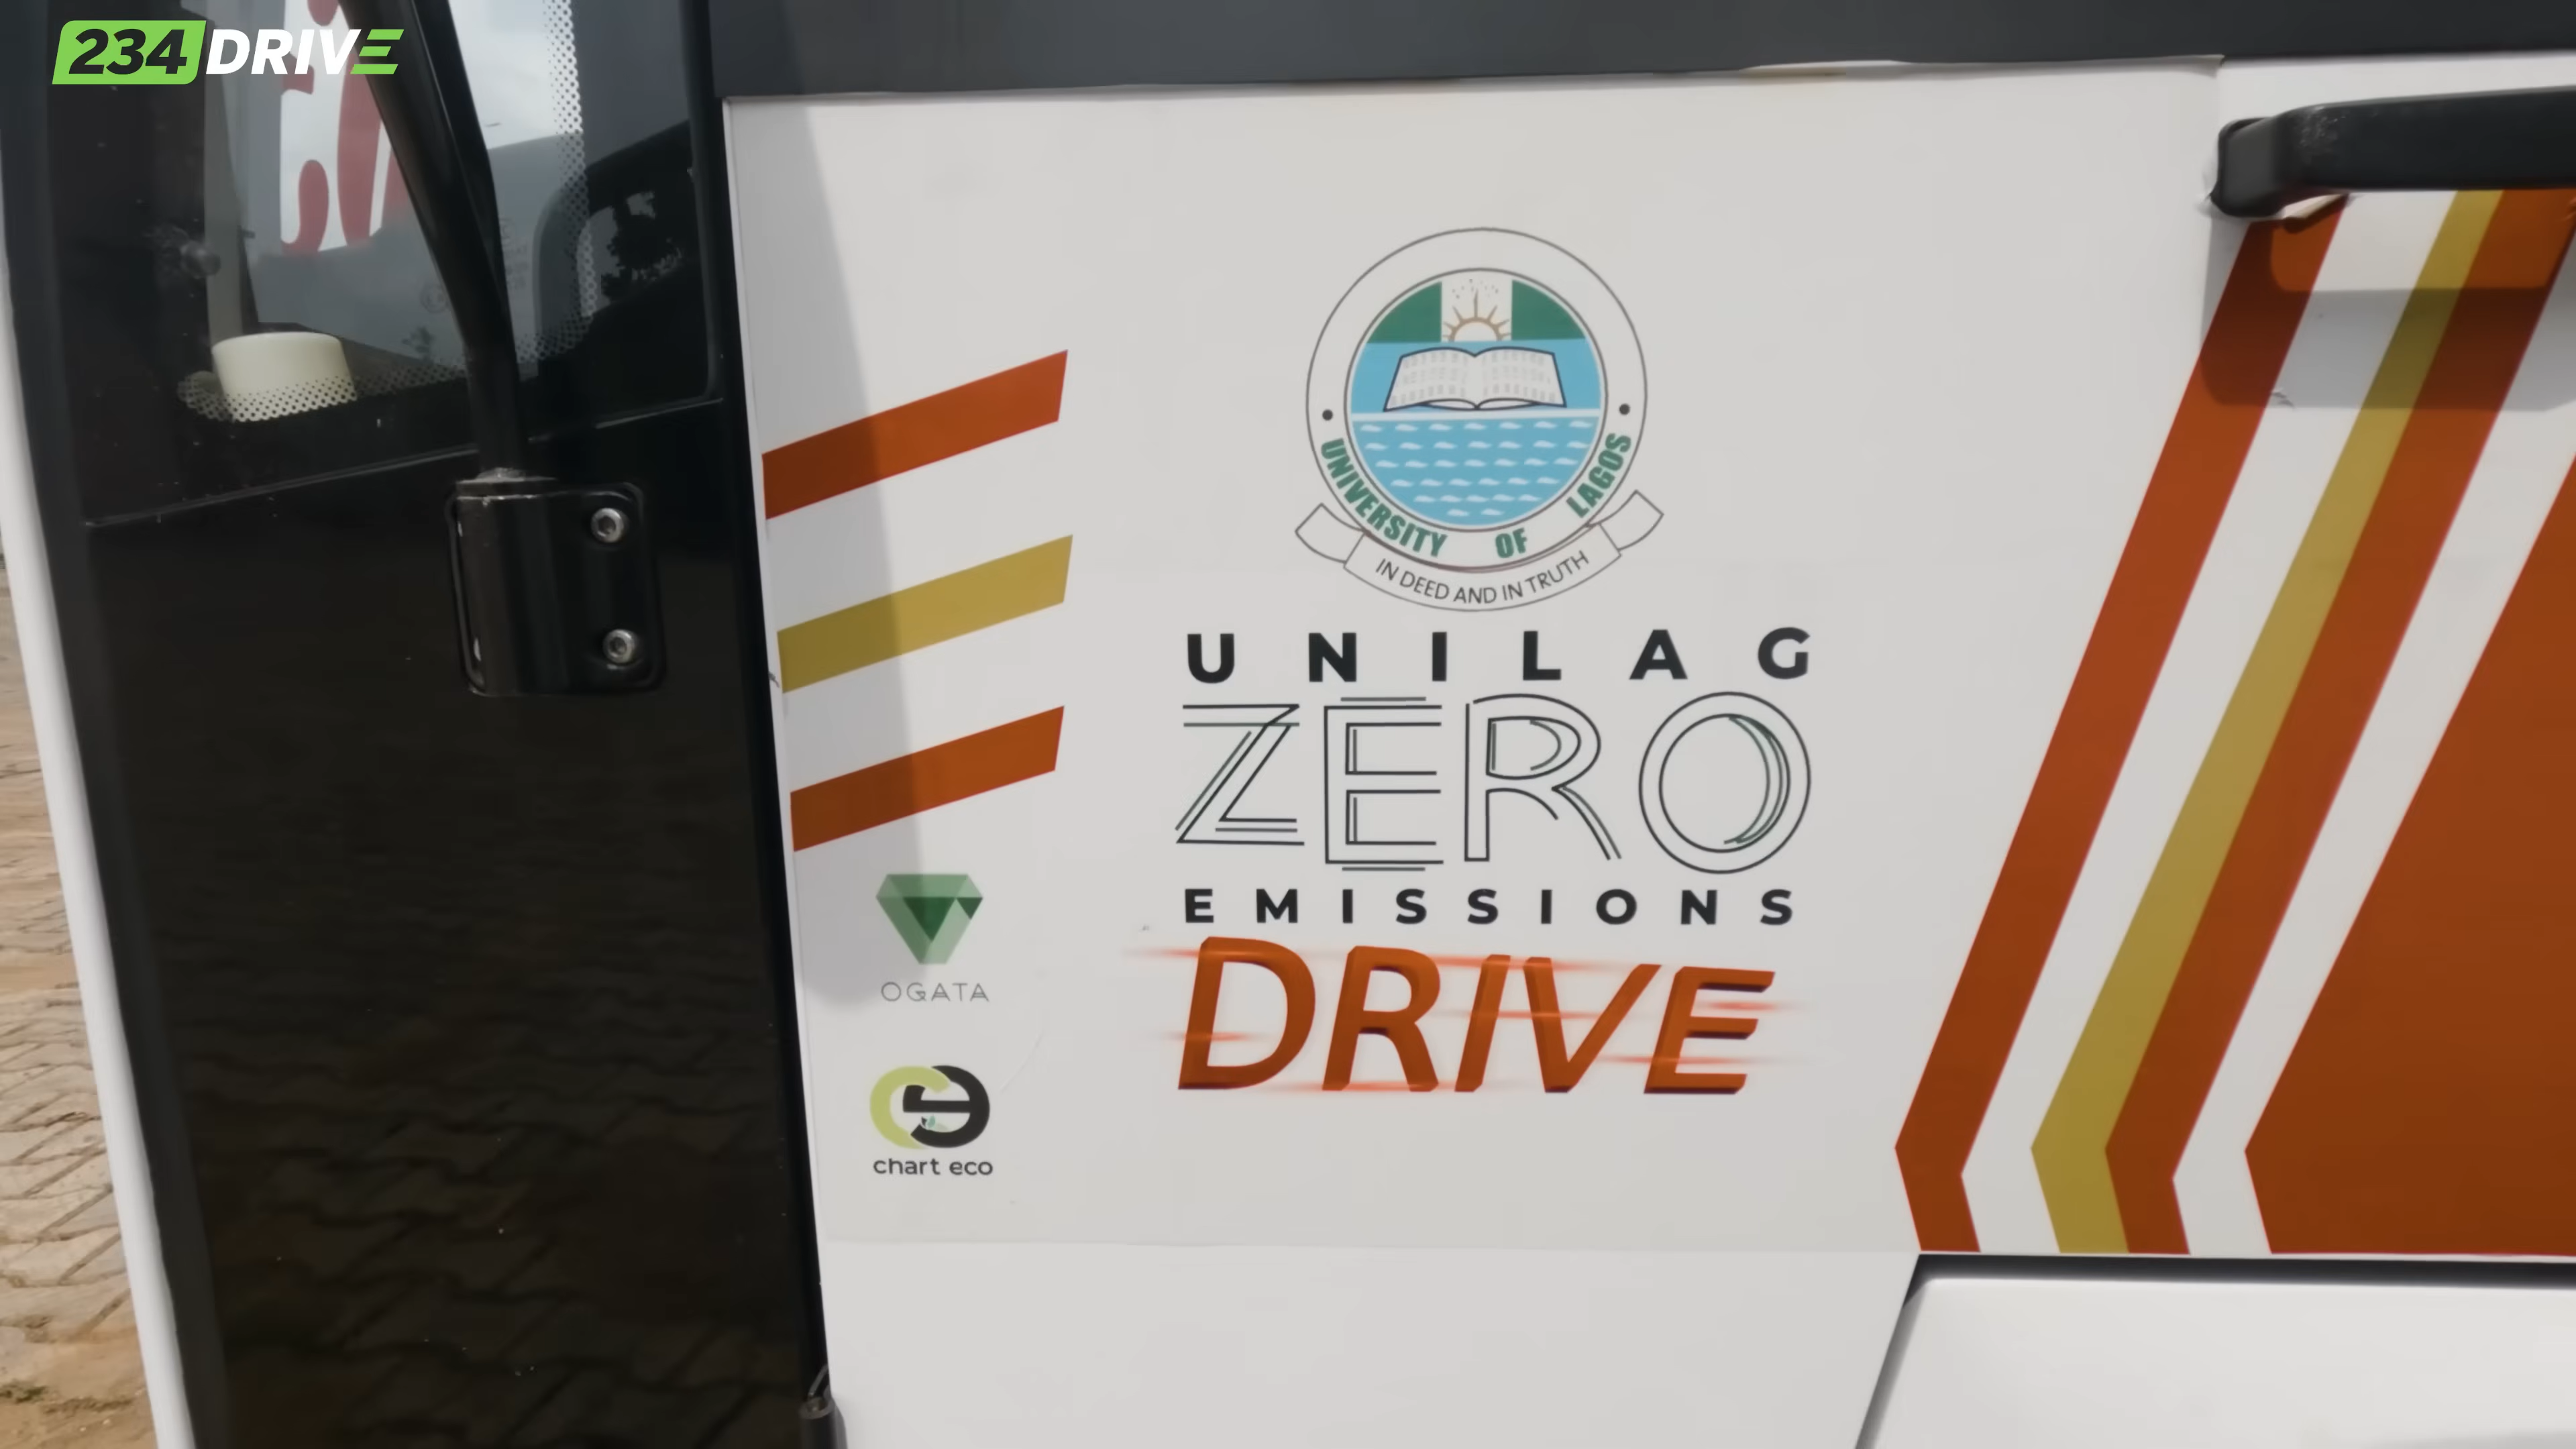 234DRIVE
UNIVERSITY OF LAGOS
IN DEED AND IN TRUTH
UNILAG
ZERO
EMISSIONS
DRIVE
OGATA
chart eco